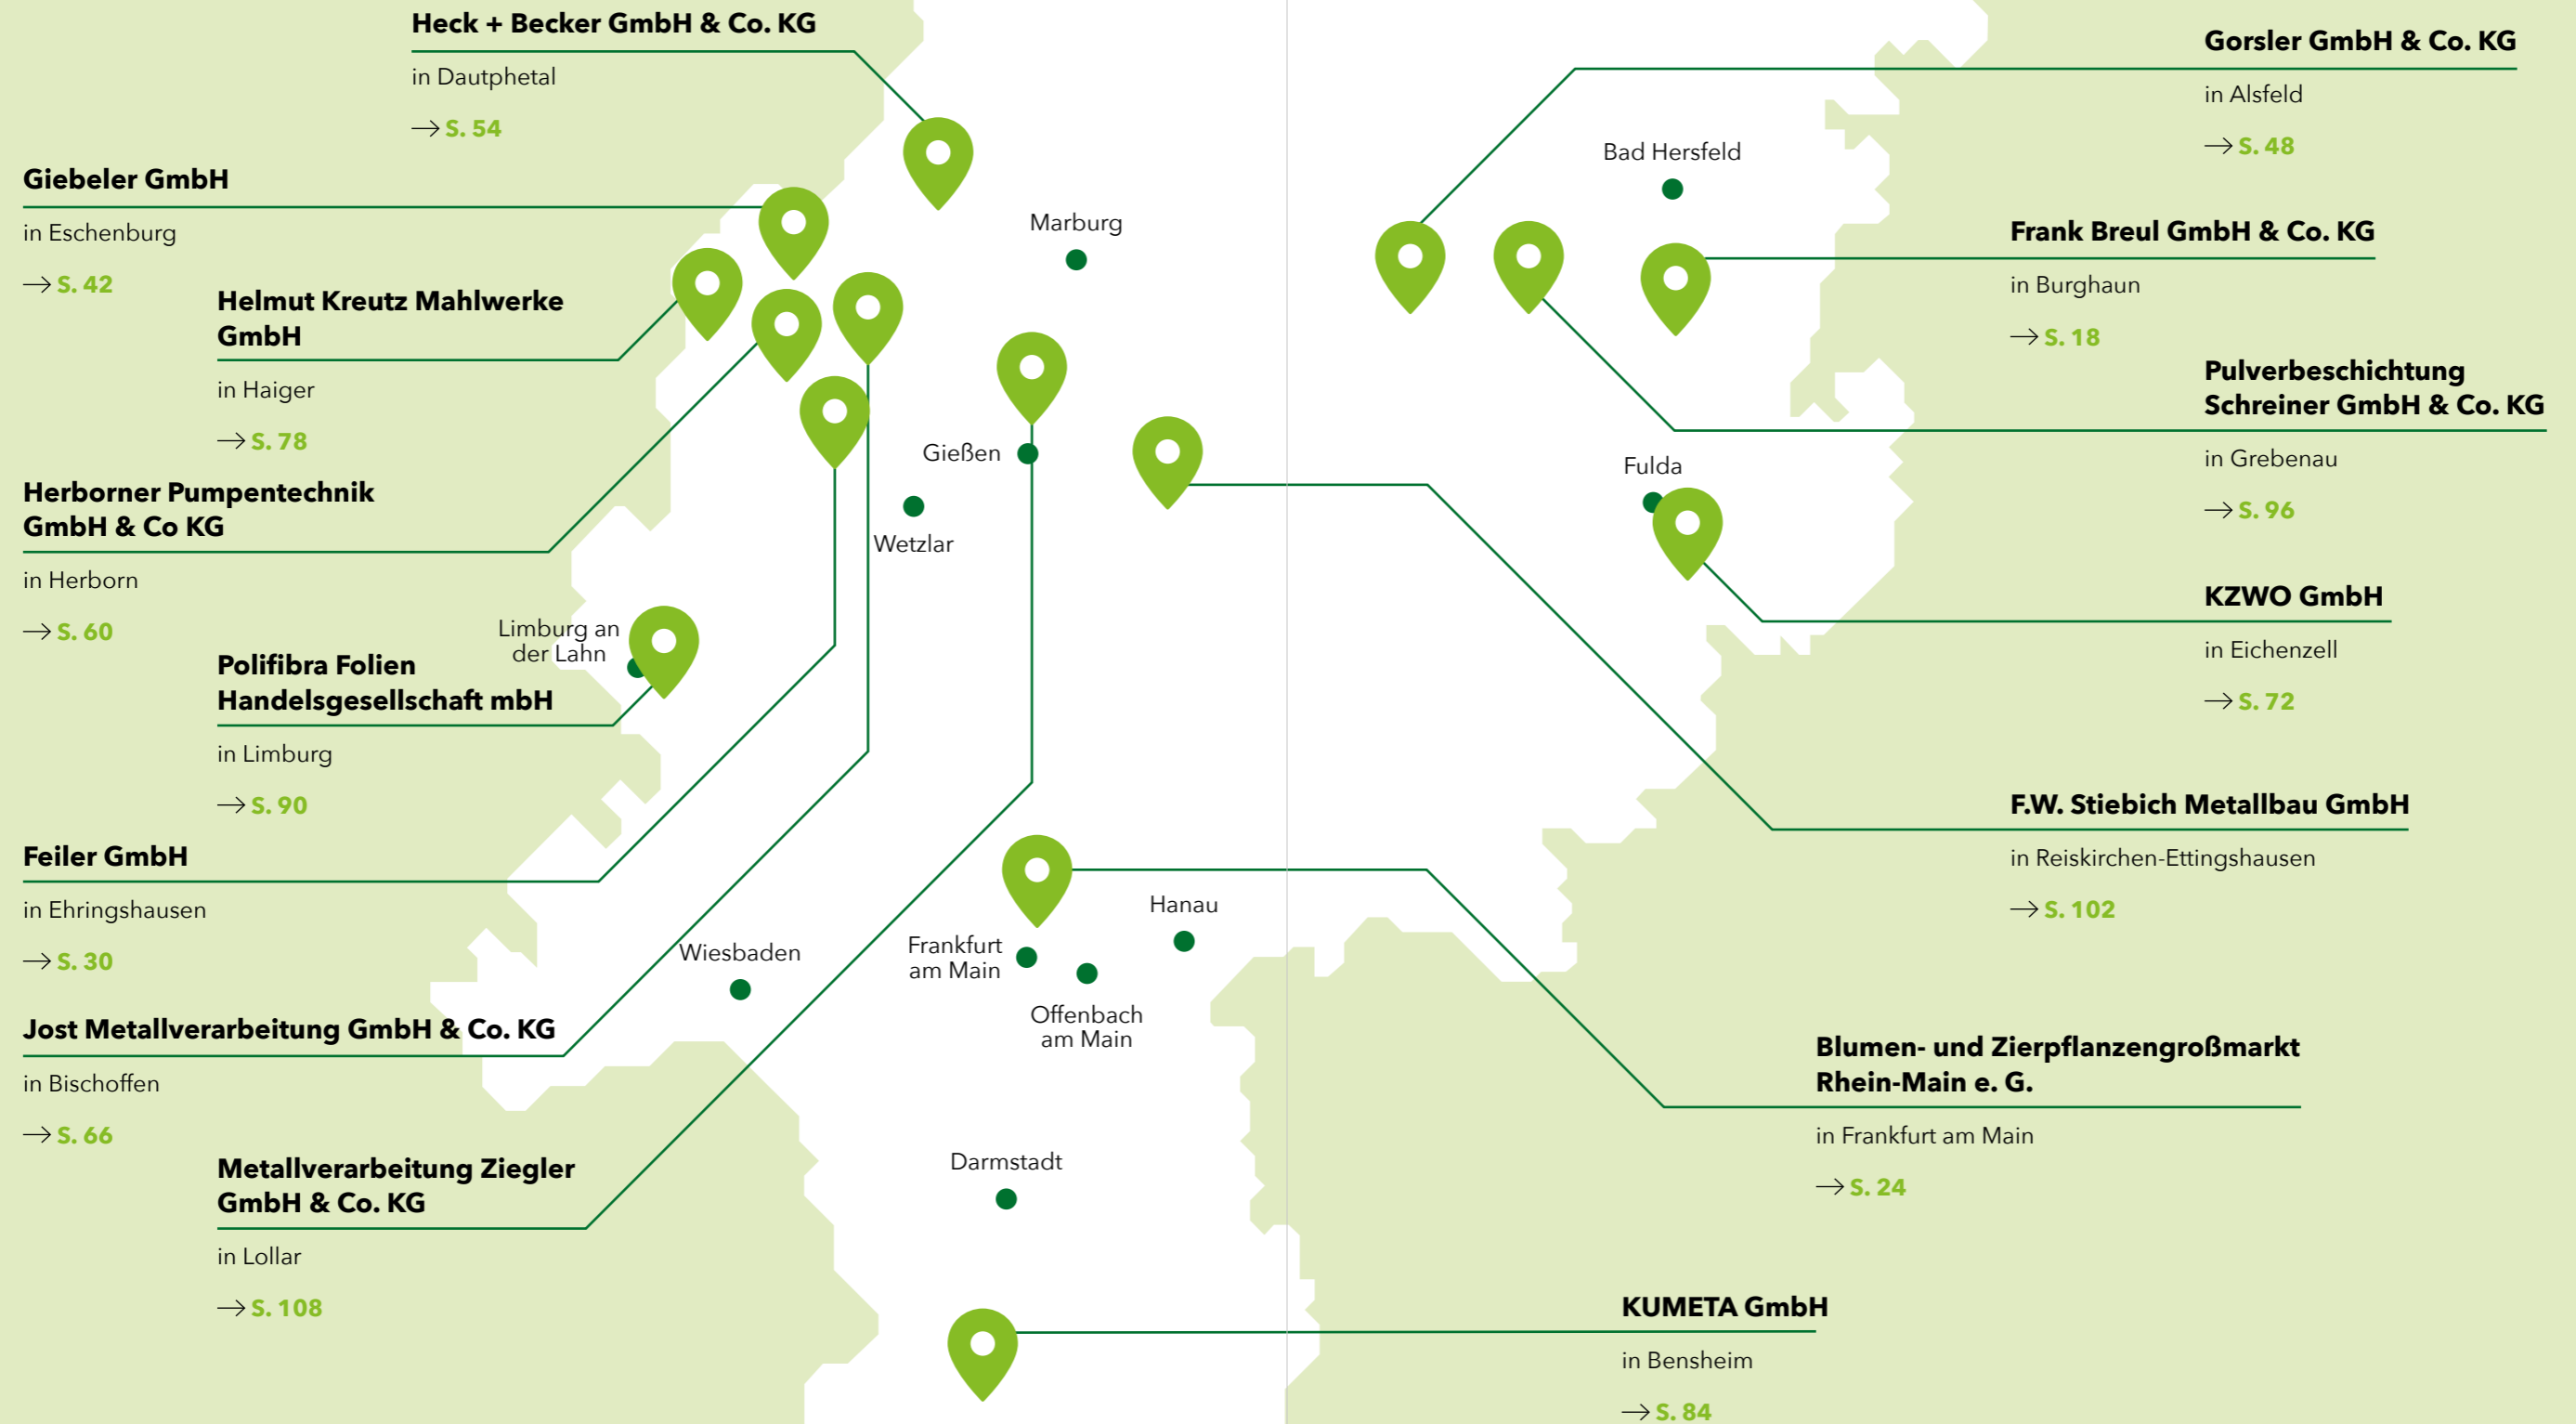 Heck + Becker GmbH & Co. KG
in Dautphetal
→ S. 54
Giebeler GmbH
in Eschenburg
→ S. 42
Helmut Kreutz Mahlwerke
GmbH
in Haiger
→ S. 78
Herborner Pumpentechnik
GmbH & Co KG
in Herborn
→ S. 60
Polifibra Folien
Handelsgesellschaft mbH
in Limburg
→ S. 90
Feiler GmbH
in Ehringshausen
→ S. 30
Jost Metallverarbeitung GmbH & Co. KG
in Bischoffen
→ S. 66
Metallverarbeitung Ziegler
GmbH & Co. KG
in Lollar
→ S. 108
Marburg
Gießen
Wetzlar
Limburg an
der Lahn
Wiesbaden
Frankfurt
am Main
Hanau
Offenbach
am Main
Darmstadt
Bad Hersfeld
Fulda
Gorsler GmbH & Co. KG
in Alsfeld
→ S. 48
Frank Breul GmbH & Co. KG
in Burghaun
→ S. 18
Pulverbeschichtung
Schreiner GmbH & Co. KG
in Grebenau
→ S. 96
KZWO GmbH
in Eichenzell
→ S. 72
F.W. Stiebich Metallbau GmbH
in Reiskirchen-Ettingshausen
→ S. 102
Blumen- und Zierpflanzengroßmarkt
Rhein-Main e. G.
in Frankfurt am Main
→ S. 24
KUMETA GmbH
in Bensheim
→ S. 84